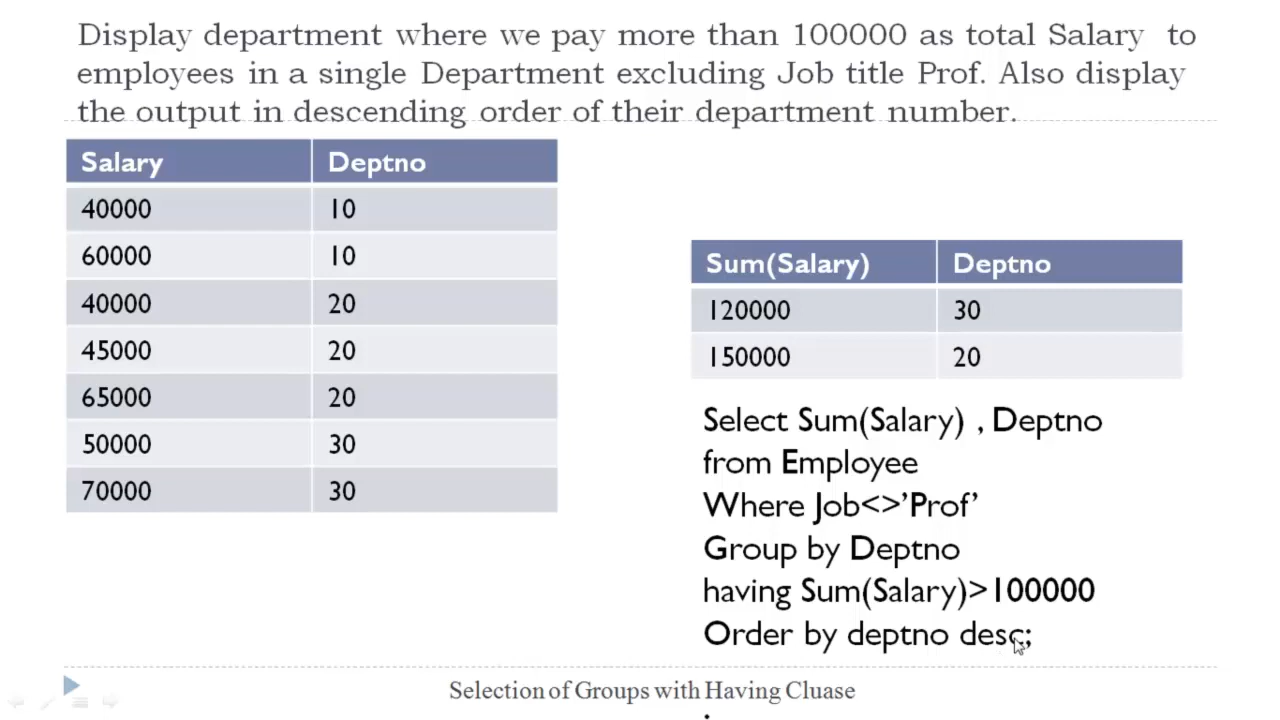 Display department where we pay more than 100000 as total Salary to
employees in a single Department excluding Job title Prof. Also display
the output in descending order of their department number.
Salary Deptno
40000 10
60000 10
40000 20
45000 20
65000 20
50000 30
70000 30
Sum(Salary) Deptno
120000 30
150000 20
Select Sum(Salary) , Deptno
from Employee
Where Job<>’Prof’
Group by Deptno
having Sum(Salary)>100000
Order by deptno desc;
Selection of Groups with Having Cluase
.